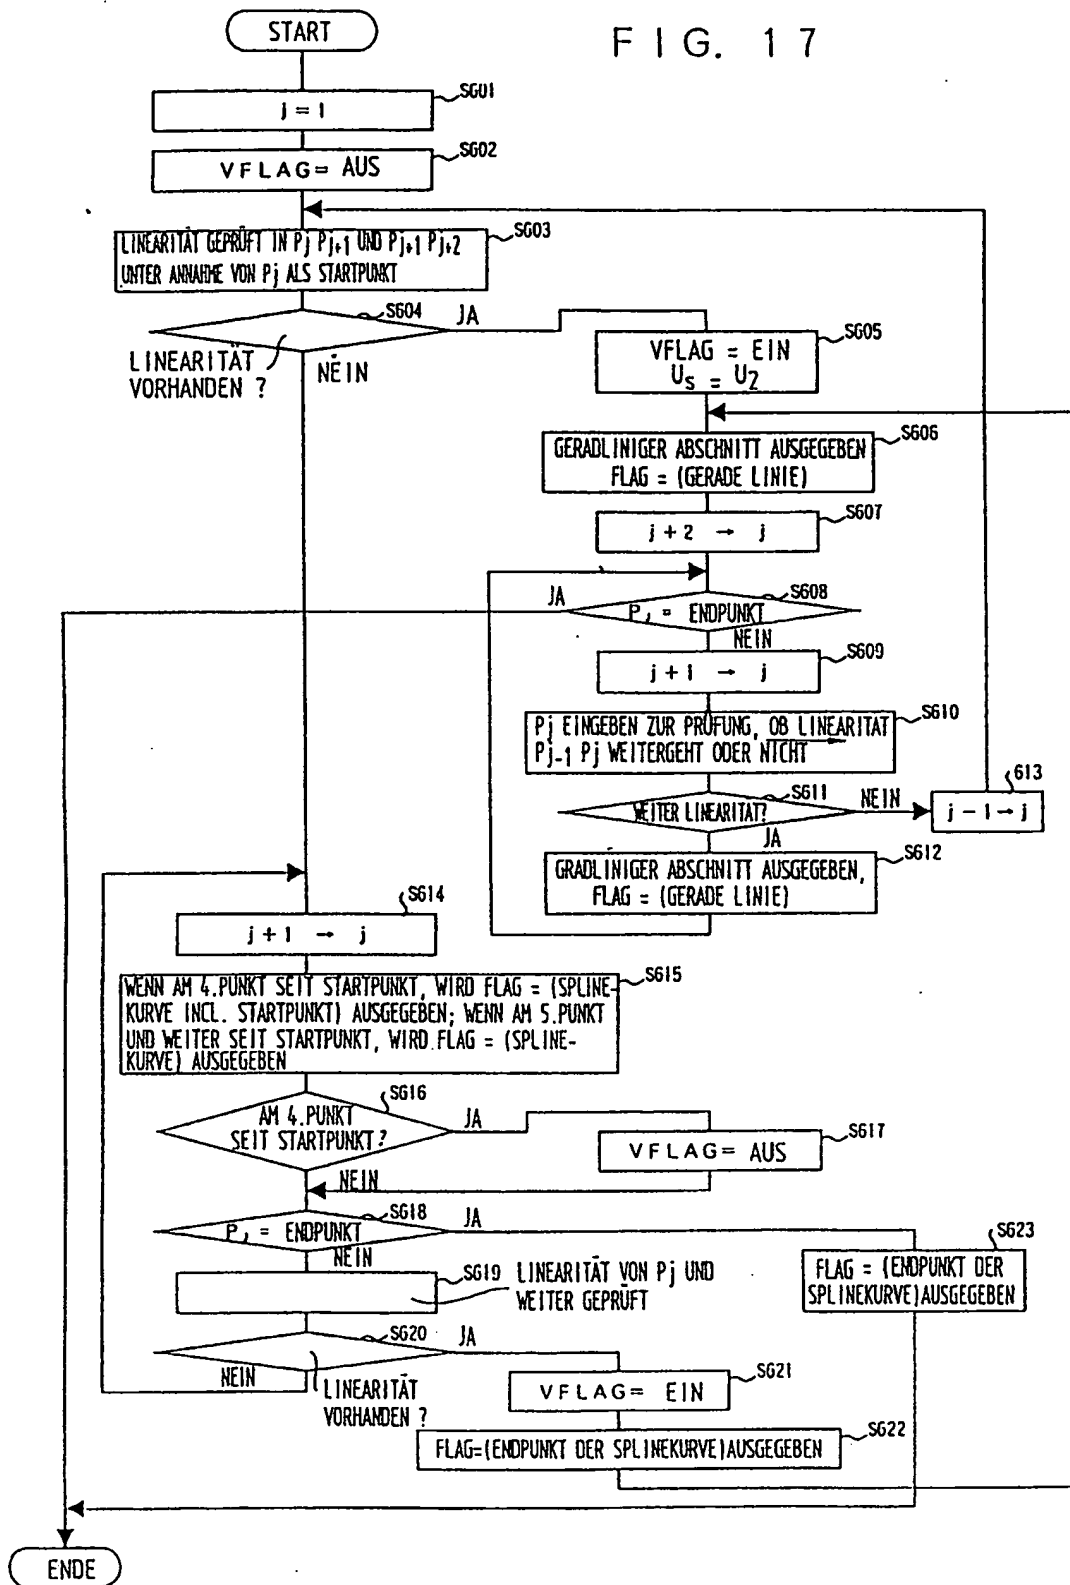 START
FIG. 17
S601
j = 1
S602
VFLAG = AUS
S603
LINEARITÄT GEPRÜFT IN Pj Pj+1 UND Pj+1 Pj+2
UNTER ANNAHME VON Pj ALS STARTPUNKT
S604
JA
LINEARITÄT
VORHANDEN ?
NEIN
S605
VFLAG = EIN
Us = U2
S606
GERADLINIGER ABSCHNITT AUSGEGEBEN
FLAG = (GERADE LINIE)
S607
j + 2 → j
S608
JA
Pj = ENDPUNKT
NEIN
S609
j + 1 → j
S610
Pj EINGEBEN ZUR PRÜFUNG, OB LINEARITAT
Pj-1 Pj WEITERGEHT ODER NICHT
S611
WEITER LINEARITAT?
NEIN
613
j - 1 → j
JA
S612
GRADLINIGER ABSCHNITT AUSGEGEBEN,
FLAG = (GERADE LINIE)
S614
j + 1 → j
S615
WENN AM 4.PUNKT SEIT STARTPUNKT, WIRD FLAG = (SPLINE-
KURVE INCL. STARTPUNKT) AUSGEGEBEN; WENN AM 5.PUNKT
UND WEITER SEIT STARTPUNKT, WIRD FLAG = (SPLINE-
KURVE) AUSGEGEBEN
S616
AM 4.PUNKT
SEIT STARTPUNKT?
JA
S617
VFLAG = AUS
NEIN
S618
Pj = ENDPUNKT
JA
NEIN
S623
FLAG = (ENDPUNKT DER
SPLINEKURVE) AUSGEGEBEN
S619
LINEARITÄT VON Pj UND
WEITER GEPRÜFT
S620
JA
NEIN
LINEARITÄT
VORHANDEN ?
S621
VFLAG = EIN
S622
FLAG=(ENDPUNKT DER SPLINEKURVE) AUSGEGEBEN
ENDE